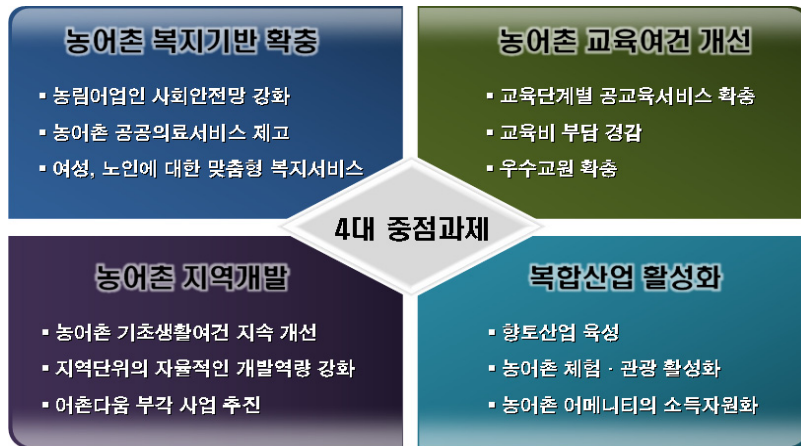 농어촌 복지기반 확충
▪ 농림어업인 사회안전망 강화
▪ 농어촌 공공의료서비스 제고
▪ 여성, 노인에 대한 맞춤형 복지서비스
농어촌 교육여건 개선
▪ 교육단계별 공교육서비스 확충
▪ 교육비 부담 경감
▪ 우수교원 확충
4대 중점과제
농어촌 지역개발
▪ 농어촌 기초생활여건 지속 개선
▪ 지역단위의 자율적인 개발역량 강화
▪ 어촌다움 부각 사업 추진
복합산업 활성화
▪ 향토산업 육성
▪ 농어촌 체험 · 관광 활성화
▪ 농어촌 어메니티의 소득자원화